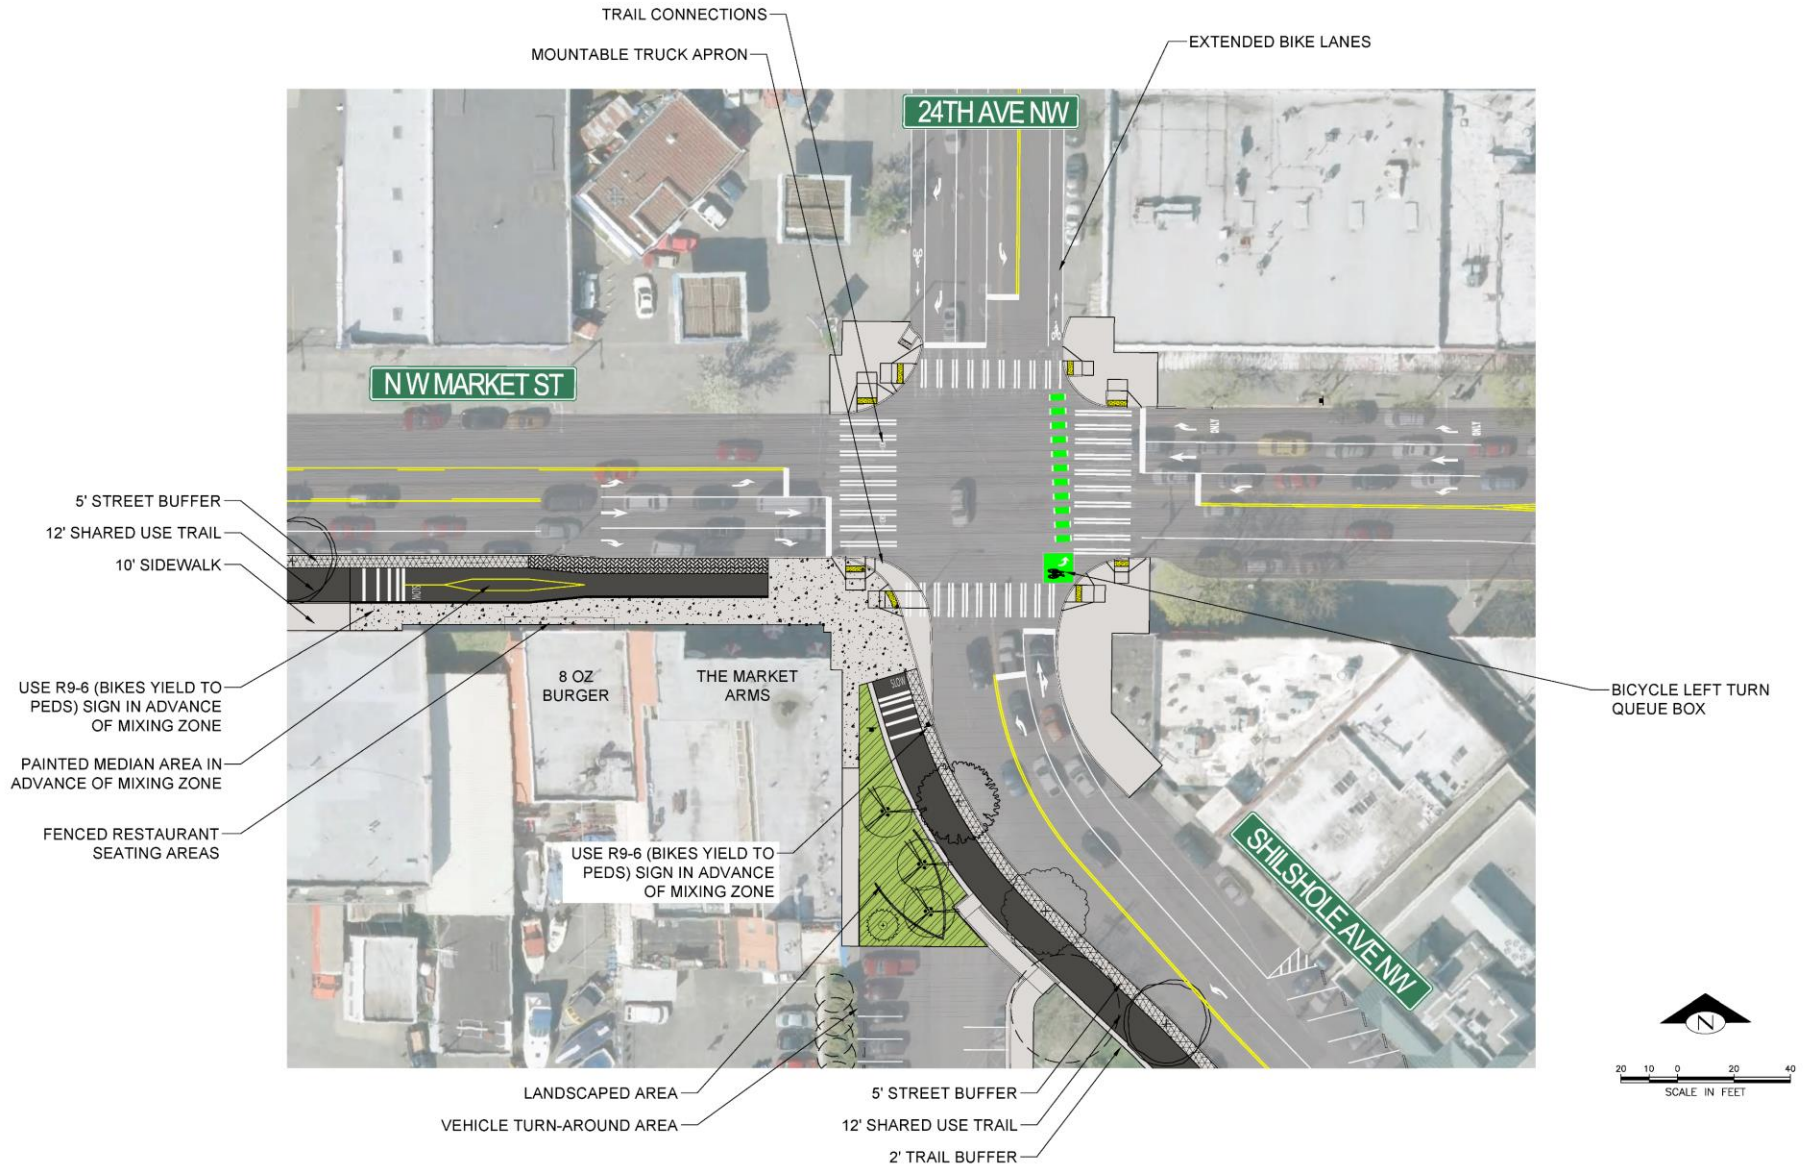 TRAIL CONNECTIONS
MOUNTABLE TRUCK APRON
EXTENDED BIKE LANES
24TH AVE NW
NW MARKET ST
ONLY
ONLY
5' STREET BUFFER
12' SHARED USE TRAIL
10' SIDEWALK
SLOW
USE R9-6 (BIKES YIELD TO
PEDS) SIGN IN ADVANCE
OF MIXING ZONE
PAINTED MEDIAN AREA IN
ADVANCE OF MIXING ZONE
FENCED RESTAURANT
SEATING AREAS
8 OZ
BURGER
THE MARKET
ARMS
SLOW
BICYCLE LEFT TURN
QUEUE BOX
USE R9-6 (BIKES YIELD TO
PEDS) SIGN IN ADVANCE
OF MIXING ZONE
SHILSHOLE AVE NW
LANDSCAPED AREA
VEHICLE TURN-AROUND AREA
5' STREET BUFFER
12' SHARED USE TRAIL
2' TRAIL BUFFER
N
20 10 0 20 40
SCALE IN FEET